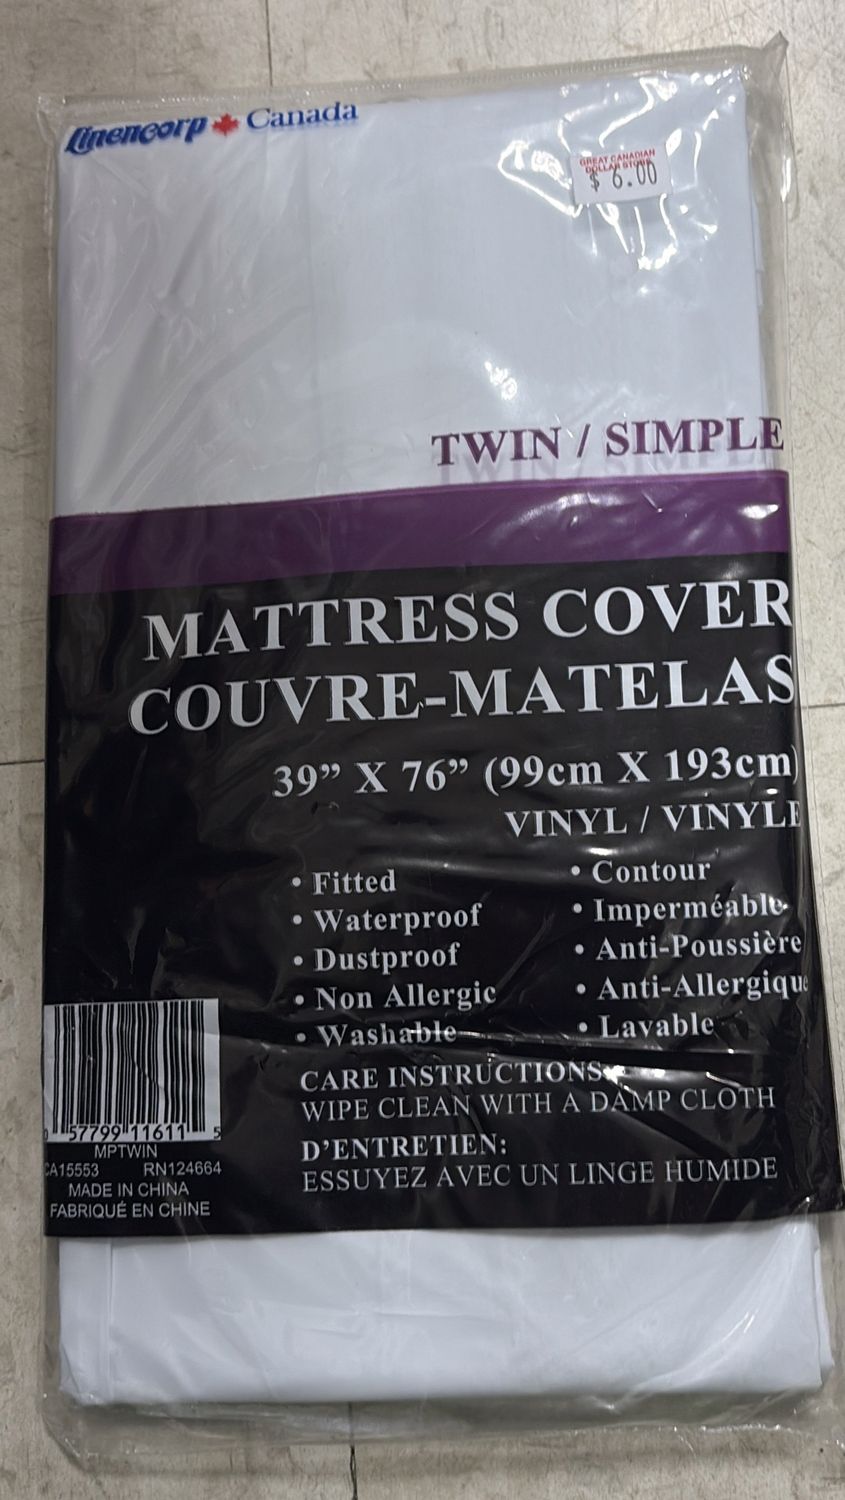 Linencorp Canada
GREAT CANADIAN
DOLLAR STORE
$ 6.00
TWIN / SIMPLE
MATTRESS COVER
COUVRE-MATELAS
39” X 76” (99cm X 193cm)
VINYL / VINYLE
• Fitted
• Waterproof
• Dustproof
• Non Allergic
• Washable
• Contour
• Imperméable
• Anti-Poussière
• Anti-Allergique
• Lavable
CARE INSTRUCTIONS:
WIPE CLEAN WITH A DAMP CLOTH
D’ENTRETIEN:
ESSUYEZ AVEC UN LINGE HUMIDE
0 57799 11611 5
MPTWIN
CA15553 RN124664
MADE IN CHINA
FABRIQUÉ EN CHINE